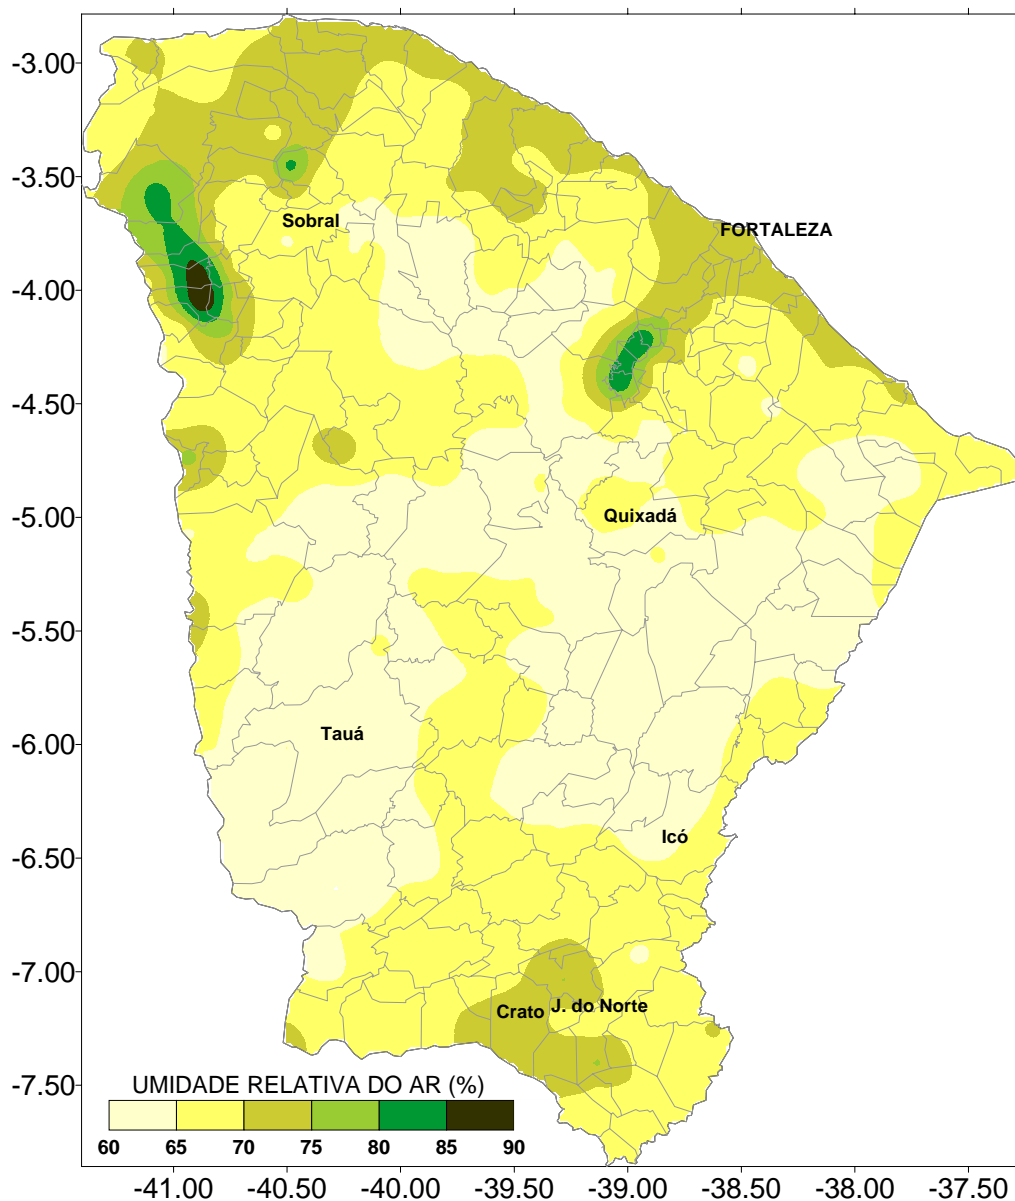 -3.00
-3.50
Sobral
FORTALEZA
-4.00
-4.50
-5.00
Quixadá
-5.50
Tauá
-6.00
Icó
-6.50
-7.00
Crato
J. do Norte
-7.50
UMIDADE RELATIVA DO AR (%)
60 65 70 75 80 85 90
-41.00 -40.50 -40.00 -39.50 -39.00 -38.50 -38.00 -37.50